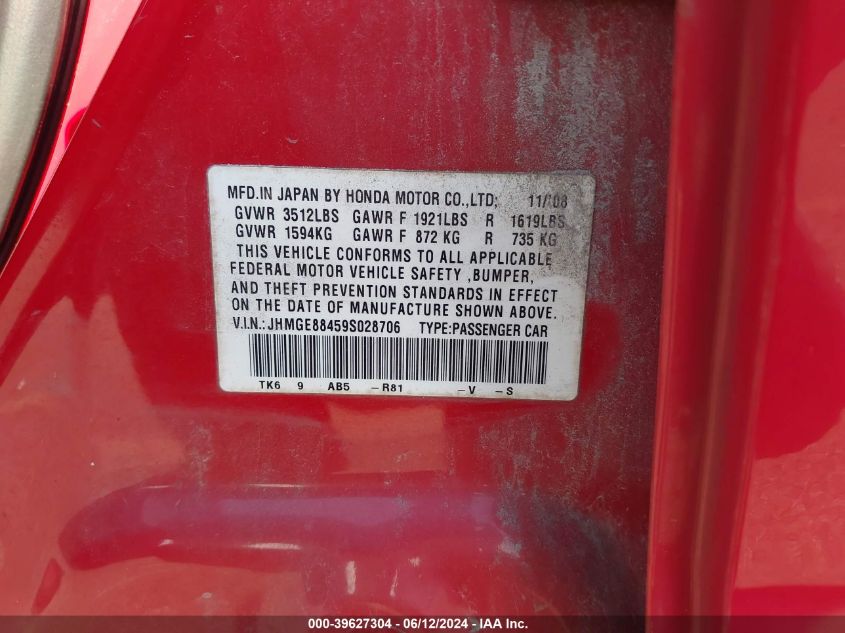 MFD.IN JAPAN BY HONDA MOTOR CO.,LTD; 11/'08
GVWR 3512LBS GAWR F 1921LBS R 1619LBS
GVWR 1594KG GAWR F 872 KG R 735 KG
THIS VEHICLE CONFORMS TO ALL APPLICABLE
FEDERAL MOTOR VEHICLE SAFETY ,BUMPER,
AND THEFT PREVENTION STANDARDS IN EFFECT
ON THE DATE OF MANUFACTURE SHOWN ABOVE.
V.I.N.:JHMGE88459S028706 TYPE:PASSENGER CAR
TK6 9 AB5 -R81 -V -S
000-39627304 - 06/12/2024 - IAA Inc.